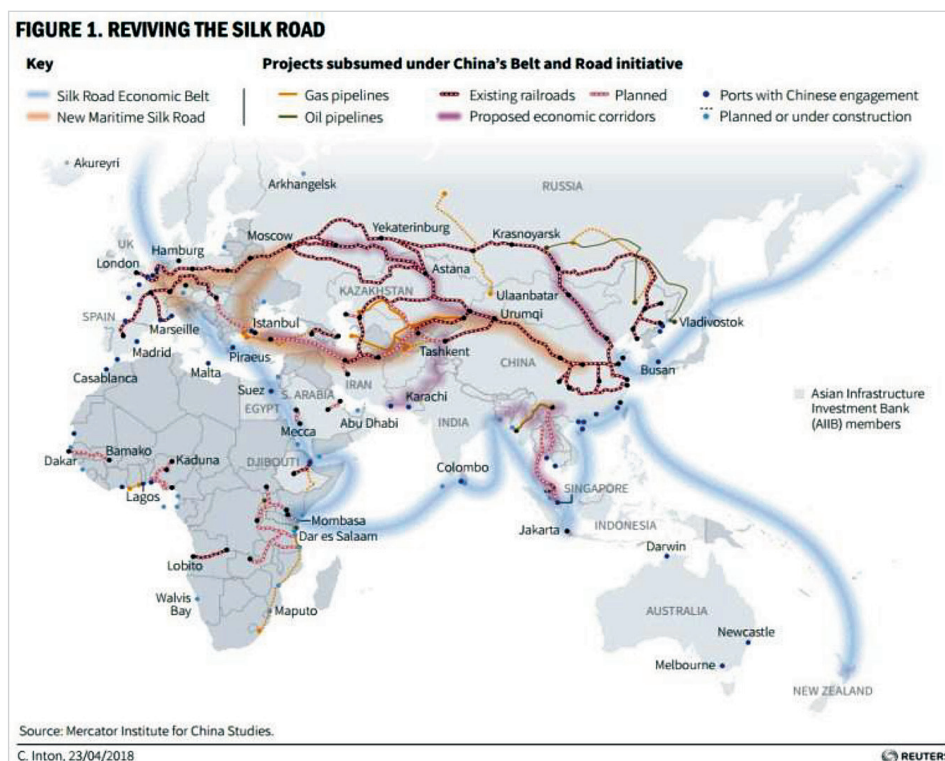 FIGURE 1. REVIVING THE SILK ROAD
Key
Projects subsumed under China's Belt and Road initiative
Silk Road Economic Belt
New Maritime Silk Road
Gas pipelines
Oil pipelines
Existing railroads
Planned
Proposed economic corridors
Ports with Chinese engagement
Planned or under construction
Akureyri
Arkhangelsk
RUSSIA
UK
Hamburg
Moscow
Yekaterinburg
Krasnoyarsk
London
Astana
KAZAKHSTAN
Ulaanbatar
Urumqi
SPAIN
Marseille
Istanbul
Vladivostok
Madrid
Piraeus
Tashkent
CHINA
Busan
Casablanca
Malta
Suez
IRAN
S. ARABIA
Karachi
EGYPT
Abu Dhabi
INDIA
Mecca
Asian Infrastructure
Investment Bank
(AIIB) members
Dakar
Bamako
Kaduna
DJIBOUTI
Colombo
Lagos
SINGAPORE
Mombasa
Jakarta
INDONESIA
Dar es Salaam
Darwin
Lobito
Walvis
Bay
Maputo
AUSTRALIA
Newcastle
Melbourne
NEW ZEALAND
Source: Mercator Institute for China Studies.
C. Inton, 23/04/2018
REUTERS